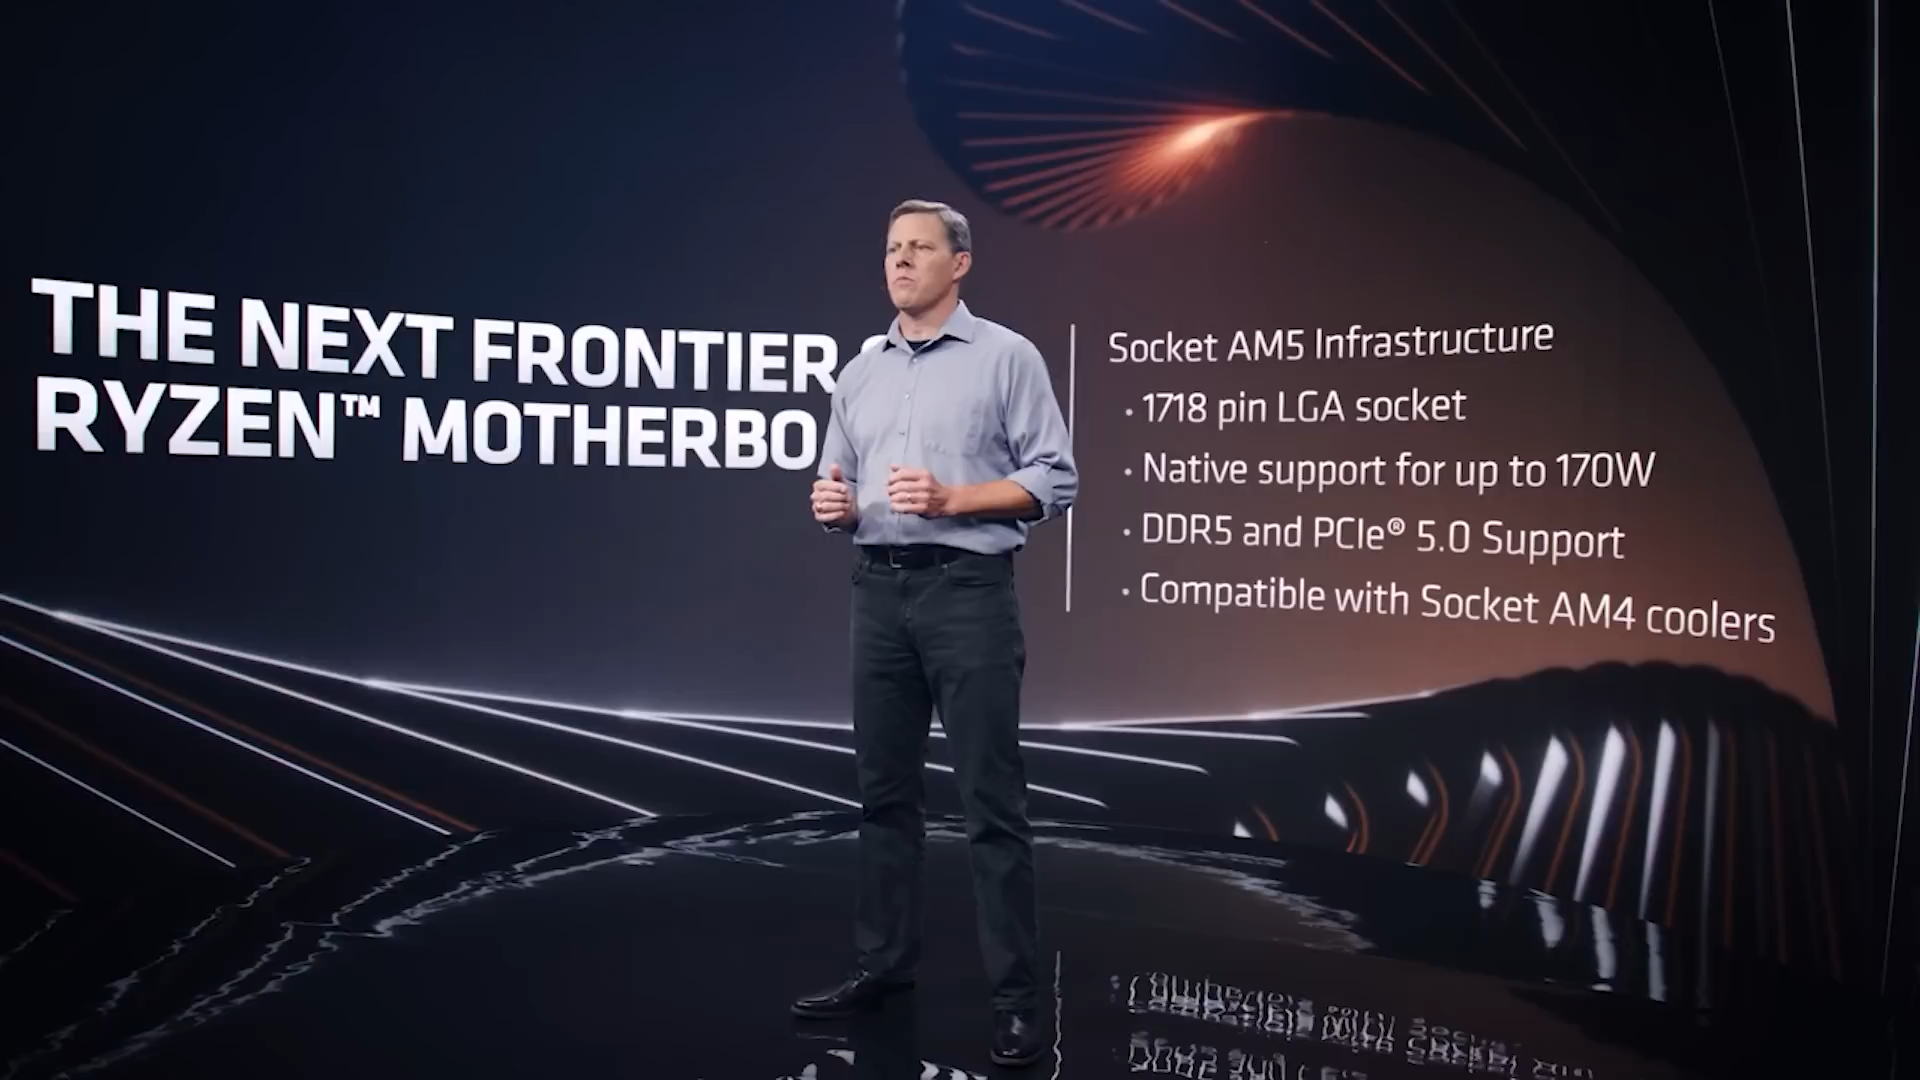 THE NEXT FRONTIER
RYZEN™ MOTHERBO
Socket AM5 Infrastructure
• 1718 pin LGA socket
• Native support for up to 170W
• DDR5 and PCIe® 5.0 Support
• Compatible with Socket AM4 coolers